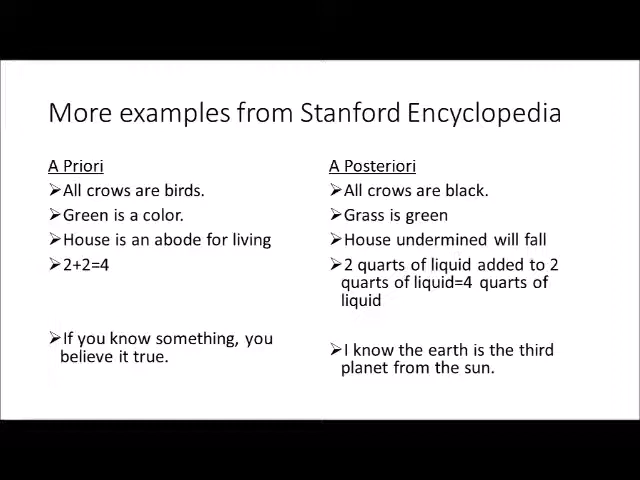 More examples from Stanford Encyclopedia
A Priori
➢All crows are birds.
➢Green is a color.
➢House is an abode for living
➢2+2=4
➢If you know something, you
believe it true.
A Posteriori
➢All crows are black.
➢Grass is green
➢House undermined will fall
➢2 quarts of liquid added to 2
quarts of liquid=4 quarts of
liquid
➢I know the earth is the third
planet from the sun.